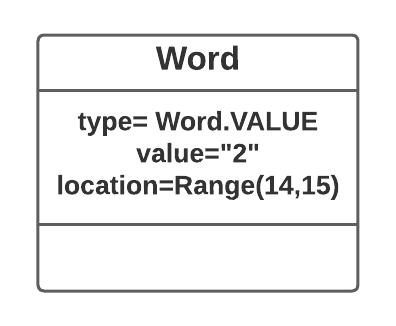 Word
type= Word.VALUE
value="2"
location=Range(14,15)